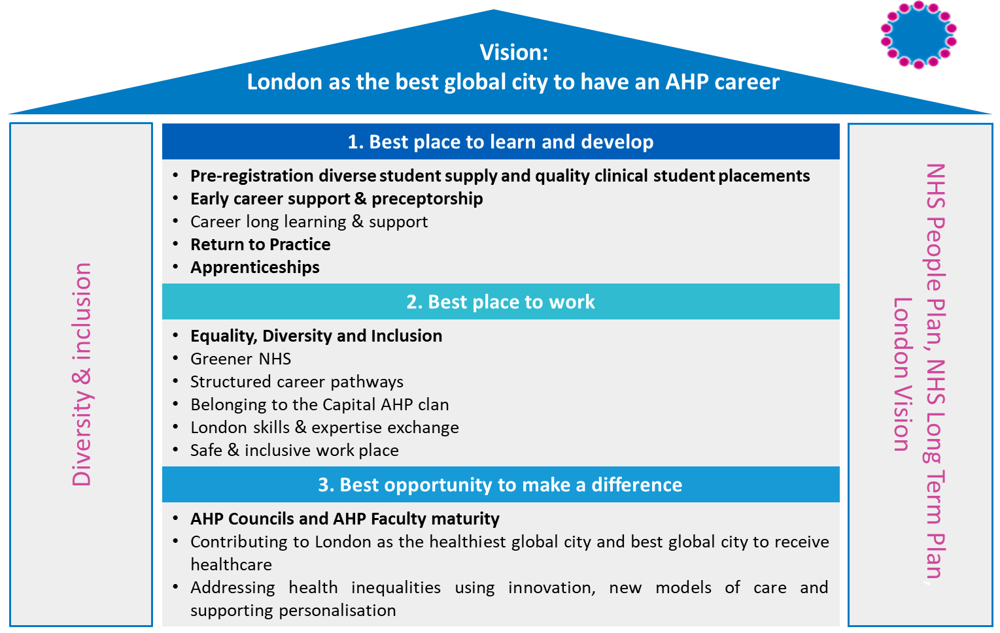 Vision:
London as the best global city to have an AHP career
Diversity & inclusion
1. Best place to learn and develop
• Pre-registration diverse student supply and quality clinical student placements
• Early career support & preceptorship
• Career long learning & support
• Return to Practice
• Apprenticeships
2. Best place to work
• Equality, Diversity and Inclusion
• Greener NHS
• Structured career pathways
• Belonging to the Capital AHP clan
• London skills & expertise exchange
• Safe & inclusive work place
3. Best opportunity to make a difference
• AHP Councils and AHP Faculty maturity
• Contributing to London as the healthiest global city and best global city to receive
healthcare
• Addressing health inequalities using innovation, new models of care and
supporting personalisation
NHS People Plan, NHS Long Term Plan,
London Vision